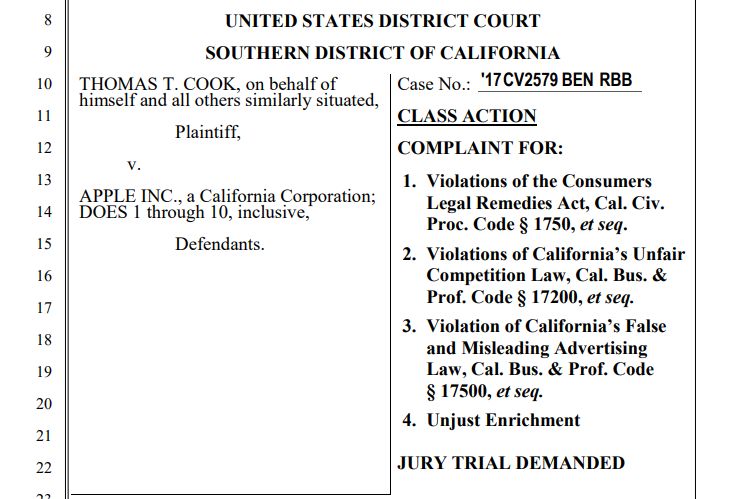 8 UNITED STATES DISTRICT COURT
9 SOUTHERN DISTRICT OF CALIFORNIA
10 THOMAS T. COOK, on behalf of
himself and all others similarly situated,
11
Plaintiff,
12
v.
13
APPLE INC., a California Corporation;
14 DOES 1 through 10, inclusive,
15 Defendants.
16
17
18
19
20
21
22
23
Case No.: '17CV2579 BEN RBB
CLASS ACTION
COMPLAINT FOR:
1. Violations of the Consumers
Legal Remedies Act, Cal. Civ.
Proc. Code § 1750, et seq.
2. Violations of California's Unfair
Competition Law, Cal. Bus. &
Prof. Code § 17200, et seq.
3. Violation of California's False
and Misleading Advertising
Law, Cal. Bus. & Prof. Code
§ 17500, et seq.
4. Unjust Enrichment
JURY TRIAL DEMANDED